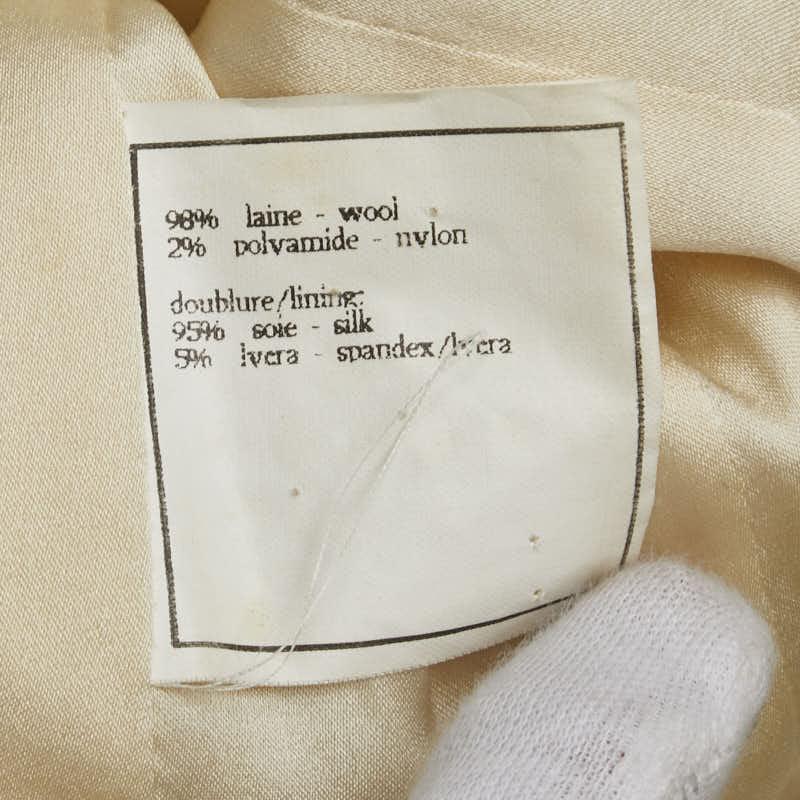 98% laine - wool
2% polyamide - nylon
doublure/lining:
95% soie - silk
5% lycra - spandex/lycra